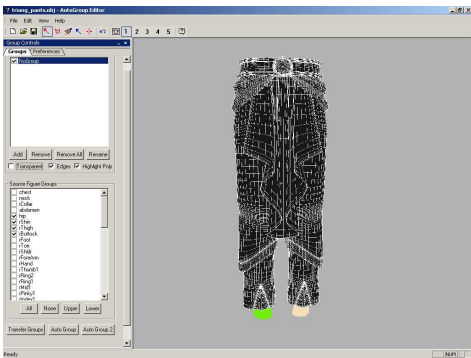 triang_pants.obj - AutoGroup Editor
File Edit View Help
1 2 3 4 5
Group Controls
Groups Preferences
NoGroup
Add Remove Remove All Rename
Transparent Edges Highlight Poly
Source Figure Groups
chest
neck
rCollar
abdomen
hip
rShin
rThigh
rButtock
rFoot
rToe
rShldr
rForeArm
rHand
rThumb1
rRing2
rRing1
rMid1
rPinky1
rIndex1
All None Upper Lower
Transfer Groups Auto Group Auto Group 2
Ready
NUM